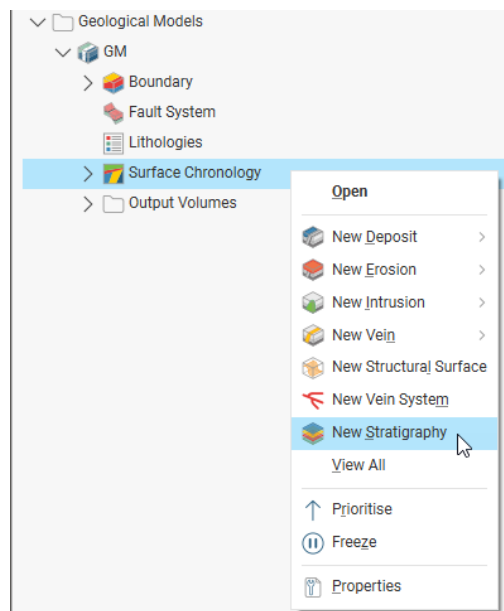 Geological Models
GM
Boundary
Fault System
Lithologies
Surface Chronology
Output Volumes
Open
New Deposit
New Erosion
New Intrusion
New Vein
New Structural Surface
New Vein System
New Stratigraphy
View All
Prioritise
Freeze
Properties